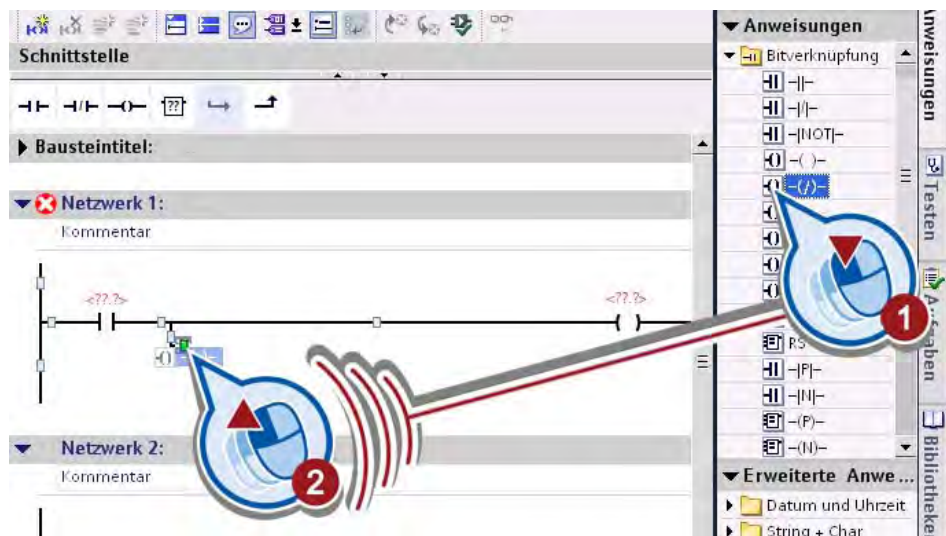 Schnittstelle
??
Bausteintitel:
Netzwerk 1:
Kommentar
<??.?>
<??.?>
Netzwerk 2:
Kommentar
2
Anweisungen
Bitverknüpfung
-||-
-|/|-
-|NOT|-
-( )-
-(/)-
1
RS
-|P|-
-|N|-
-(P)-
-(N)-
Erweiterte Anwe...
Datum und Uhrzeit
String + Char
Anweisungen
Testen
Bibliotheken